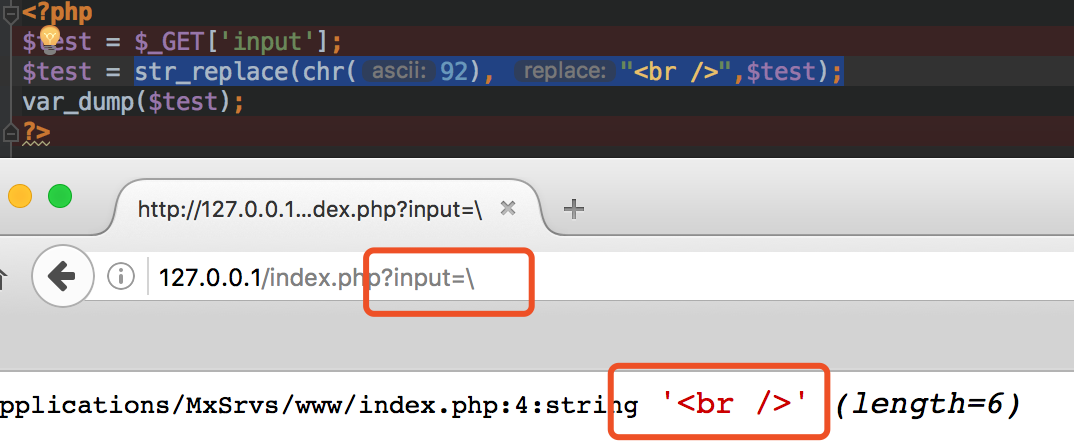 <?php
$test = $_GET['input'];
$test = str_replace(chr( ascii: 92), replace: "<br />",$test);
var_dump($test);
?>
http://127.0.0.1...dex.php?input=\
127.0.0.1/index.php?input=\
pplications/MxSrvs/www/index.php:4:string '<br />' (length=6)